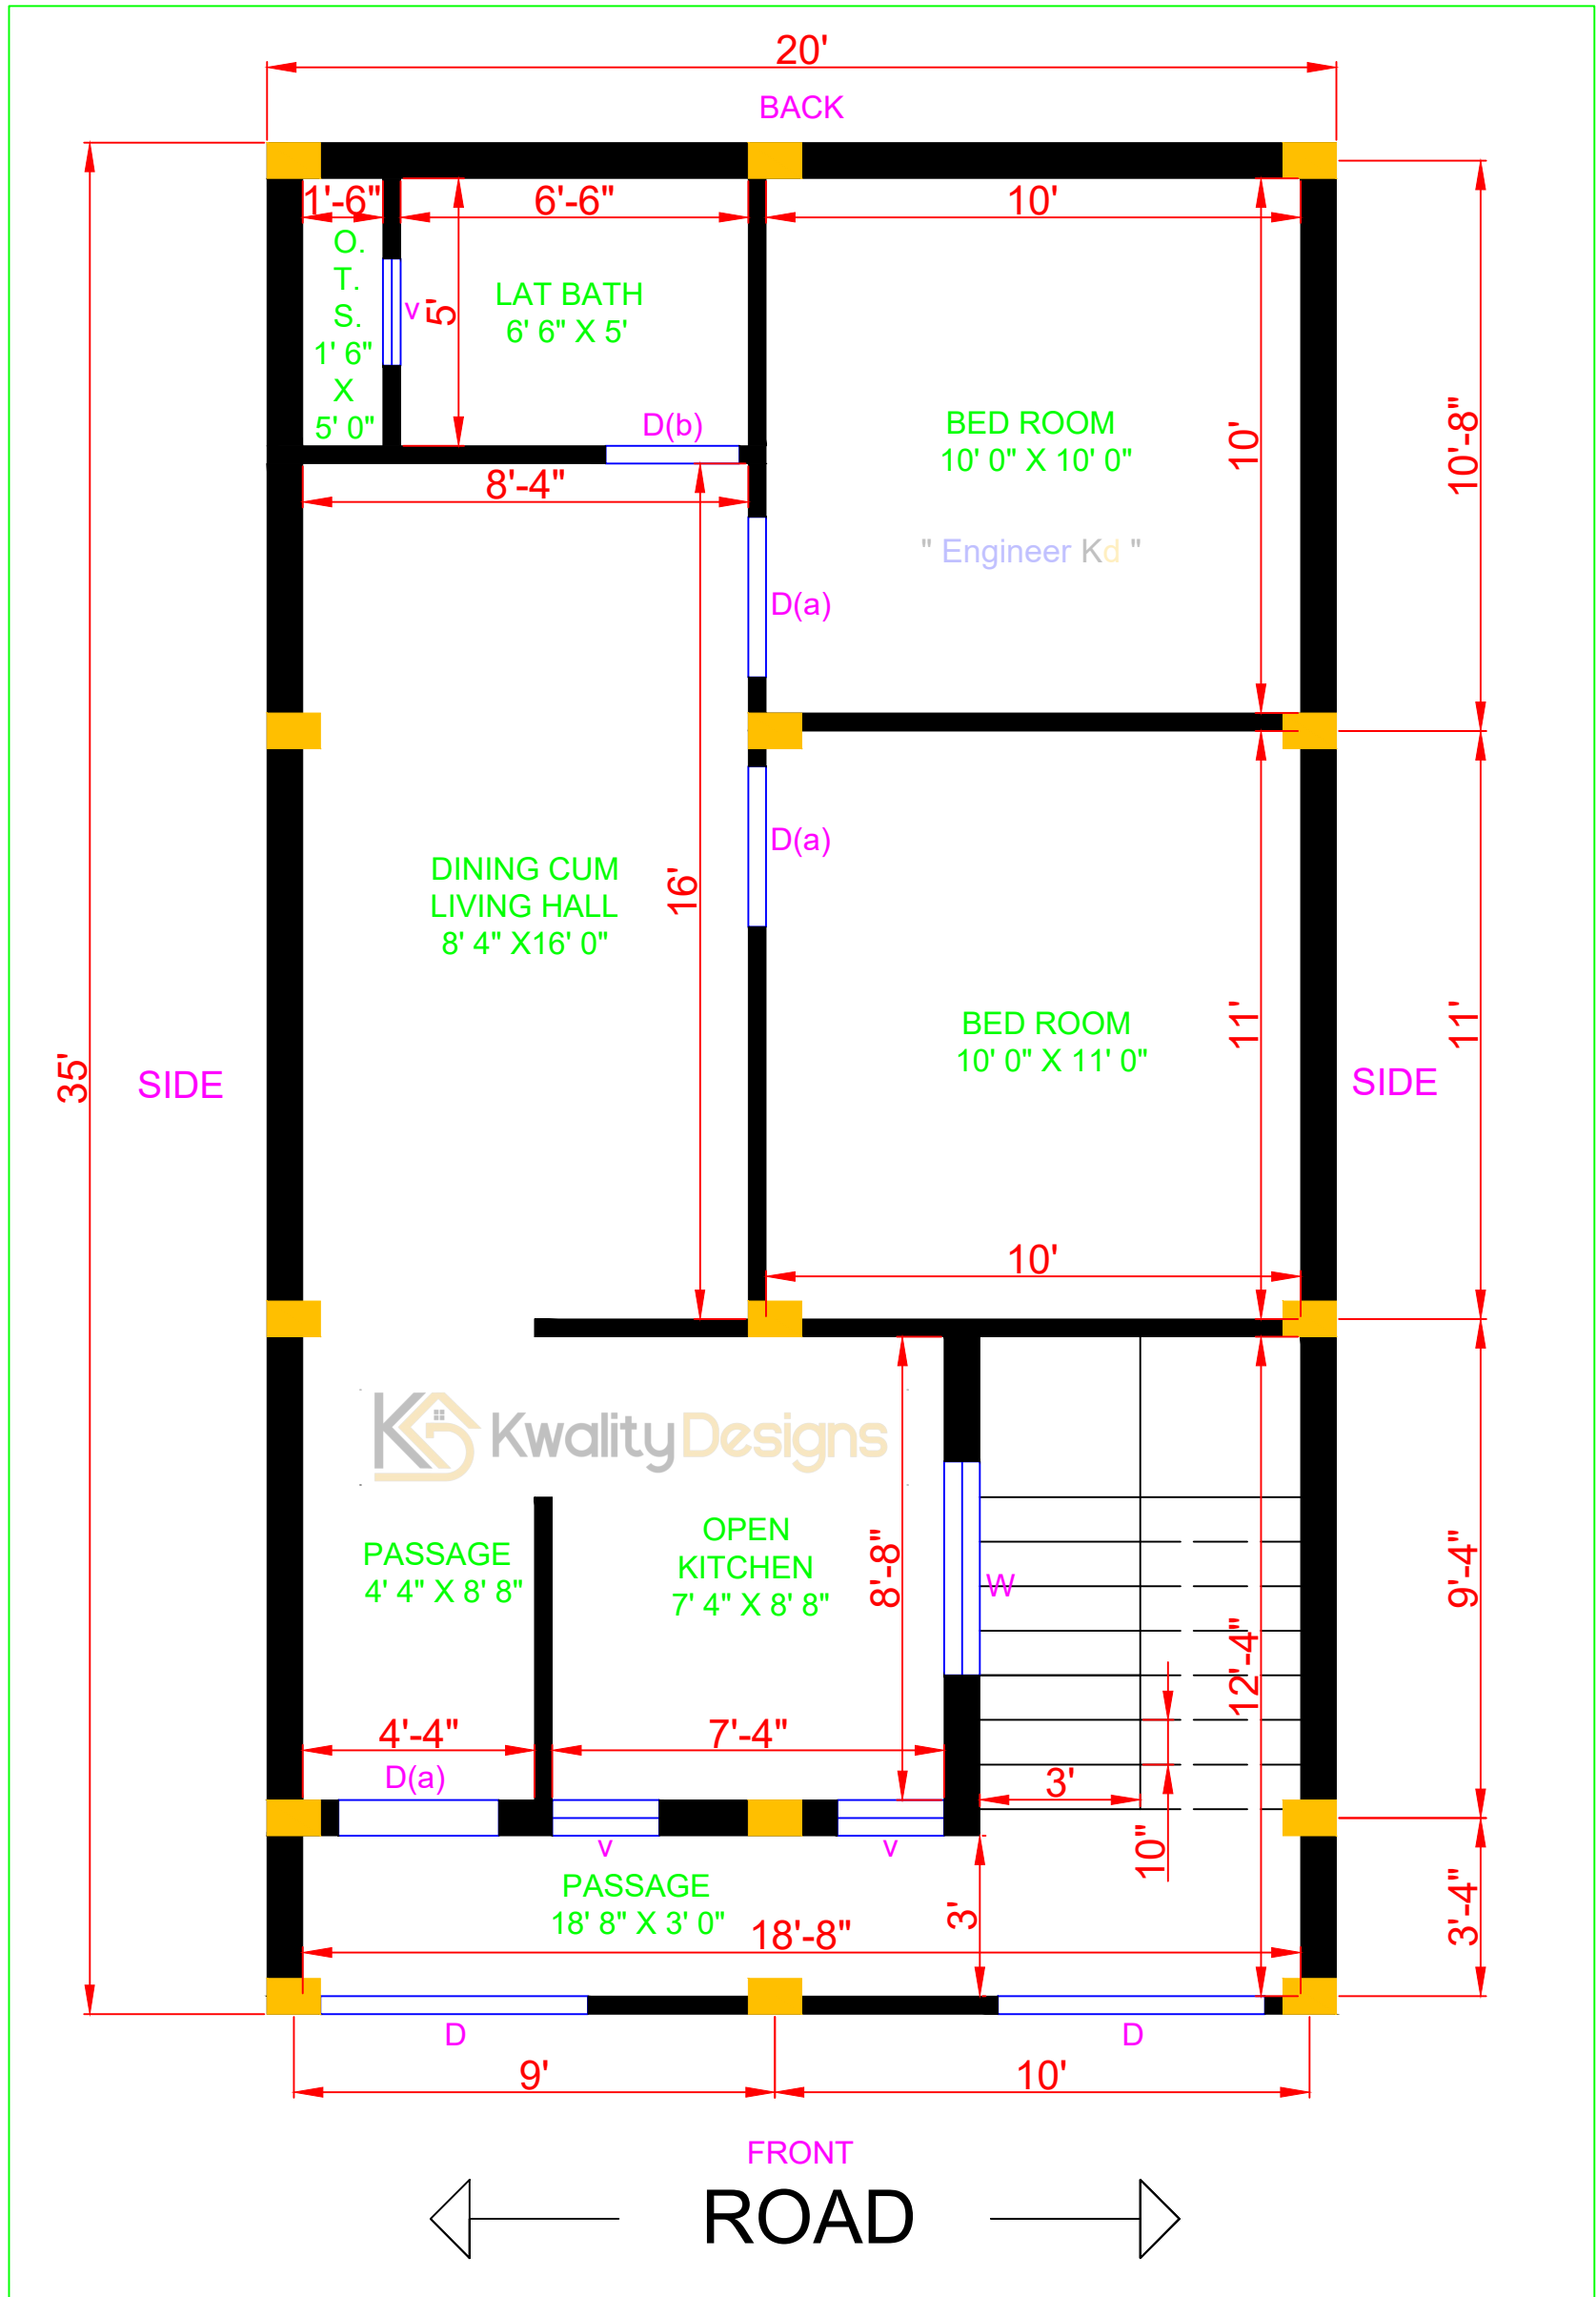 20'
BACK
1'-6"
6'-6"
10'
O.
T.
S.
1' 6"
X
5' 0"
v
5'
LAT BATH
6' 6" X 5'
D(b)
BED ROOM
10' 0" X 10' 0"
10'
10'-8"
8'-4"
" Engineer Kd "
D(a)
D(a)
DINING CUM
LIVING HALL
8' 4" X16' 0"
16'
BED ROOM
10' 0" X 11' 0"
11'
11'
35'
SIDE
SIDE
10'
KwalityDesigns
PASSAGE
4' 4" X 8' 8"
OPEN
KITCHEN
7' 4" X 8' 8"
8'-8"
W
12'-4"
9'-4"
4'-4"
7'-4"
D(a)
3'
10"
v
v
PASSAGE
18' 8" X 3' 0"
18'-8"
3'
3'-4"
D
D
9'
10'
FRONT
ROAD